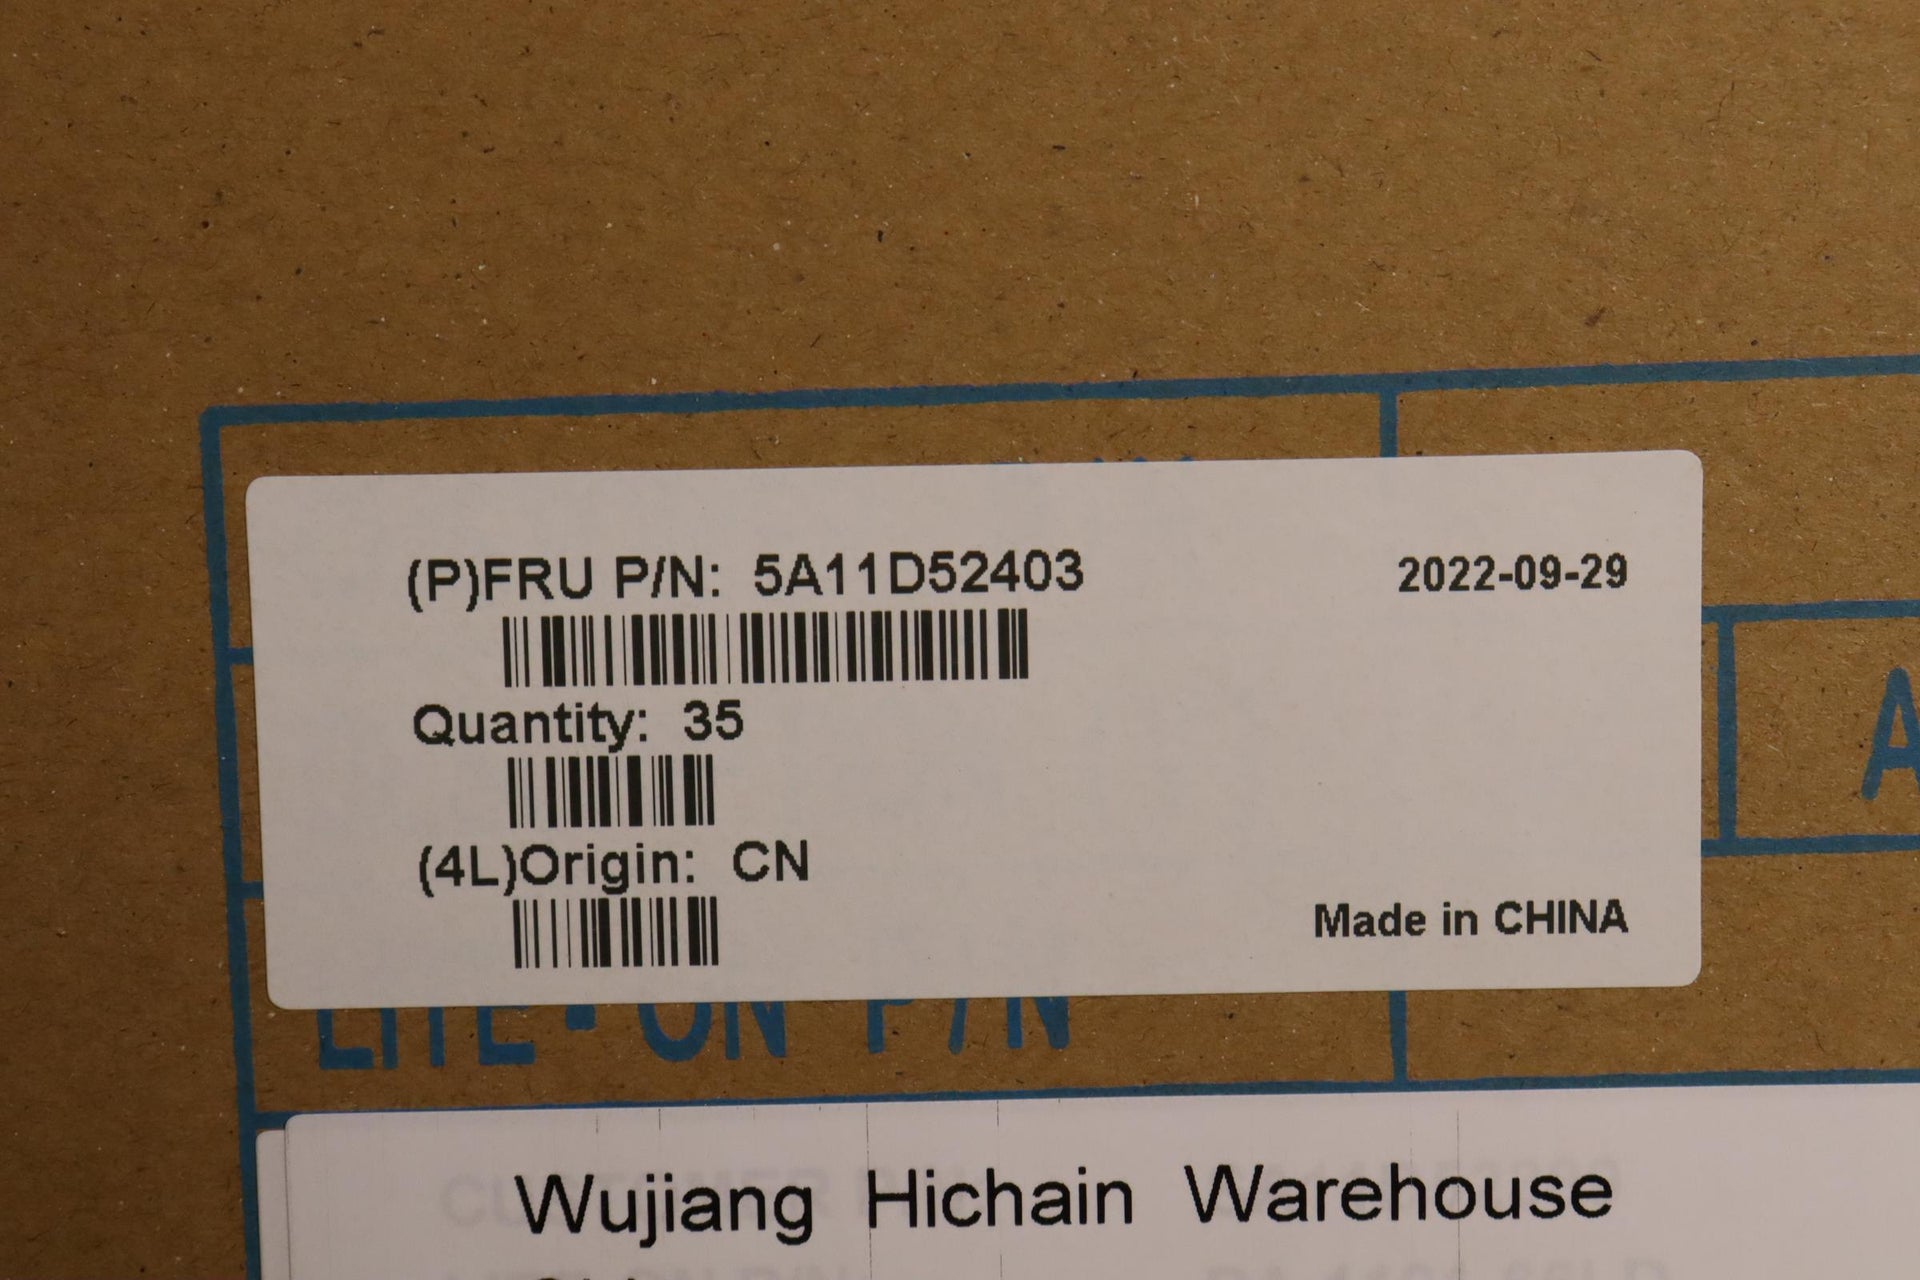 (P)FRU P/N: 5A11D52403
2022-09-29
Quantity: 35
(4L)Origin: CN
Made in CHINA
A
LITE-ON P/N
Wujiang Hichain Warehouse